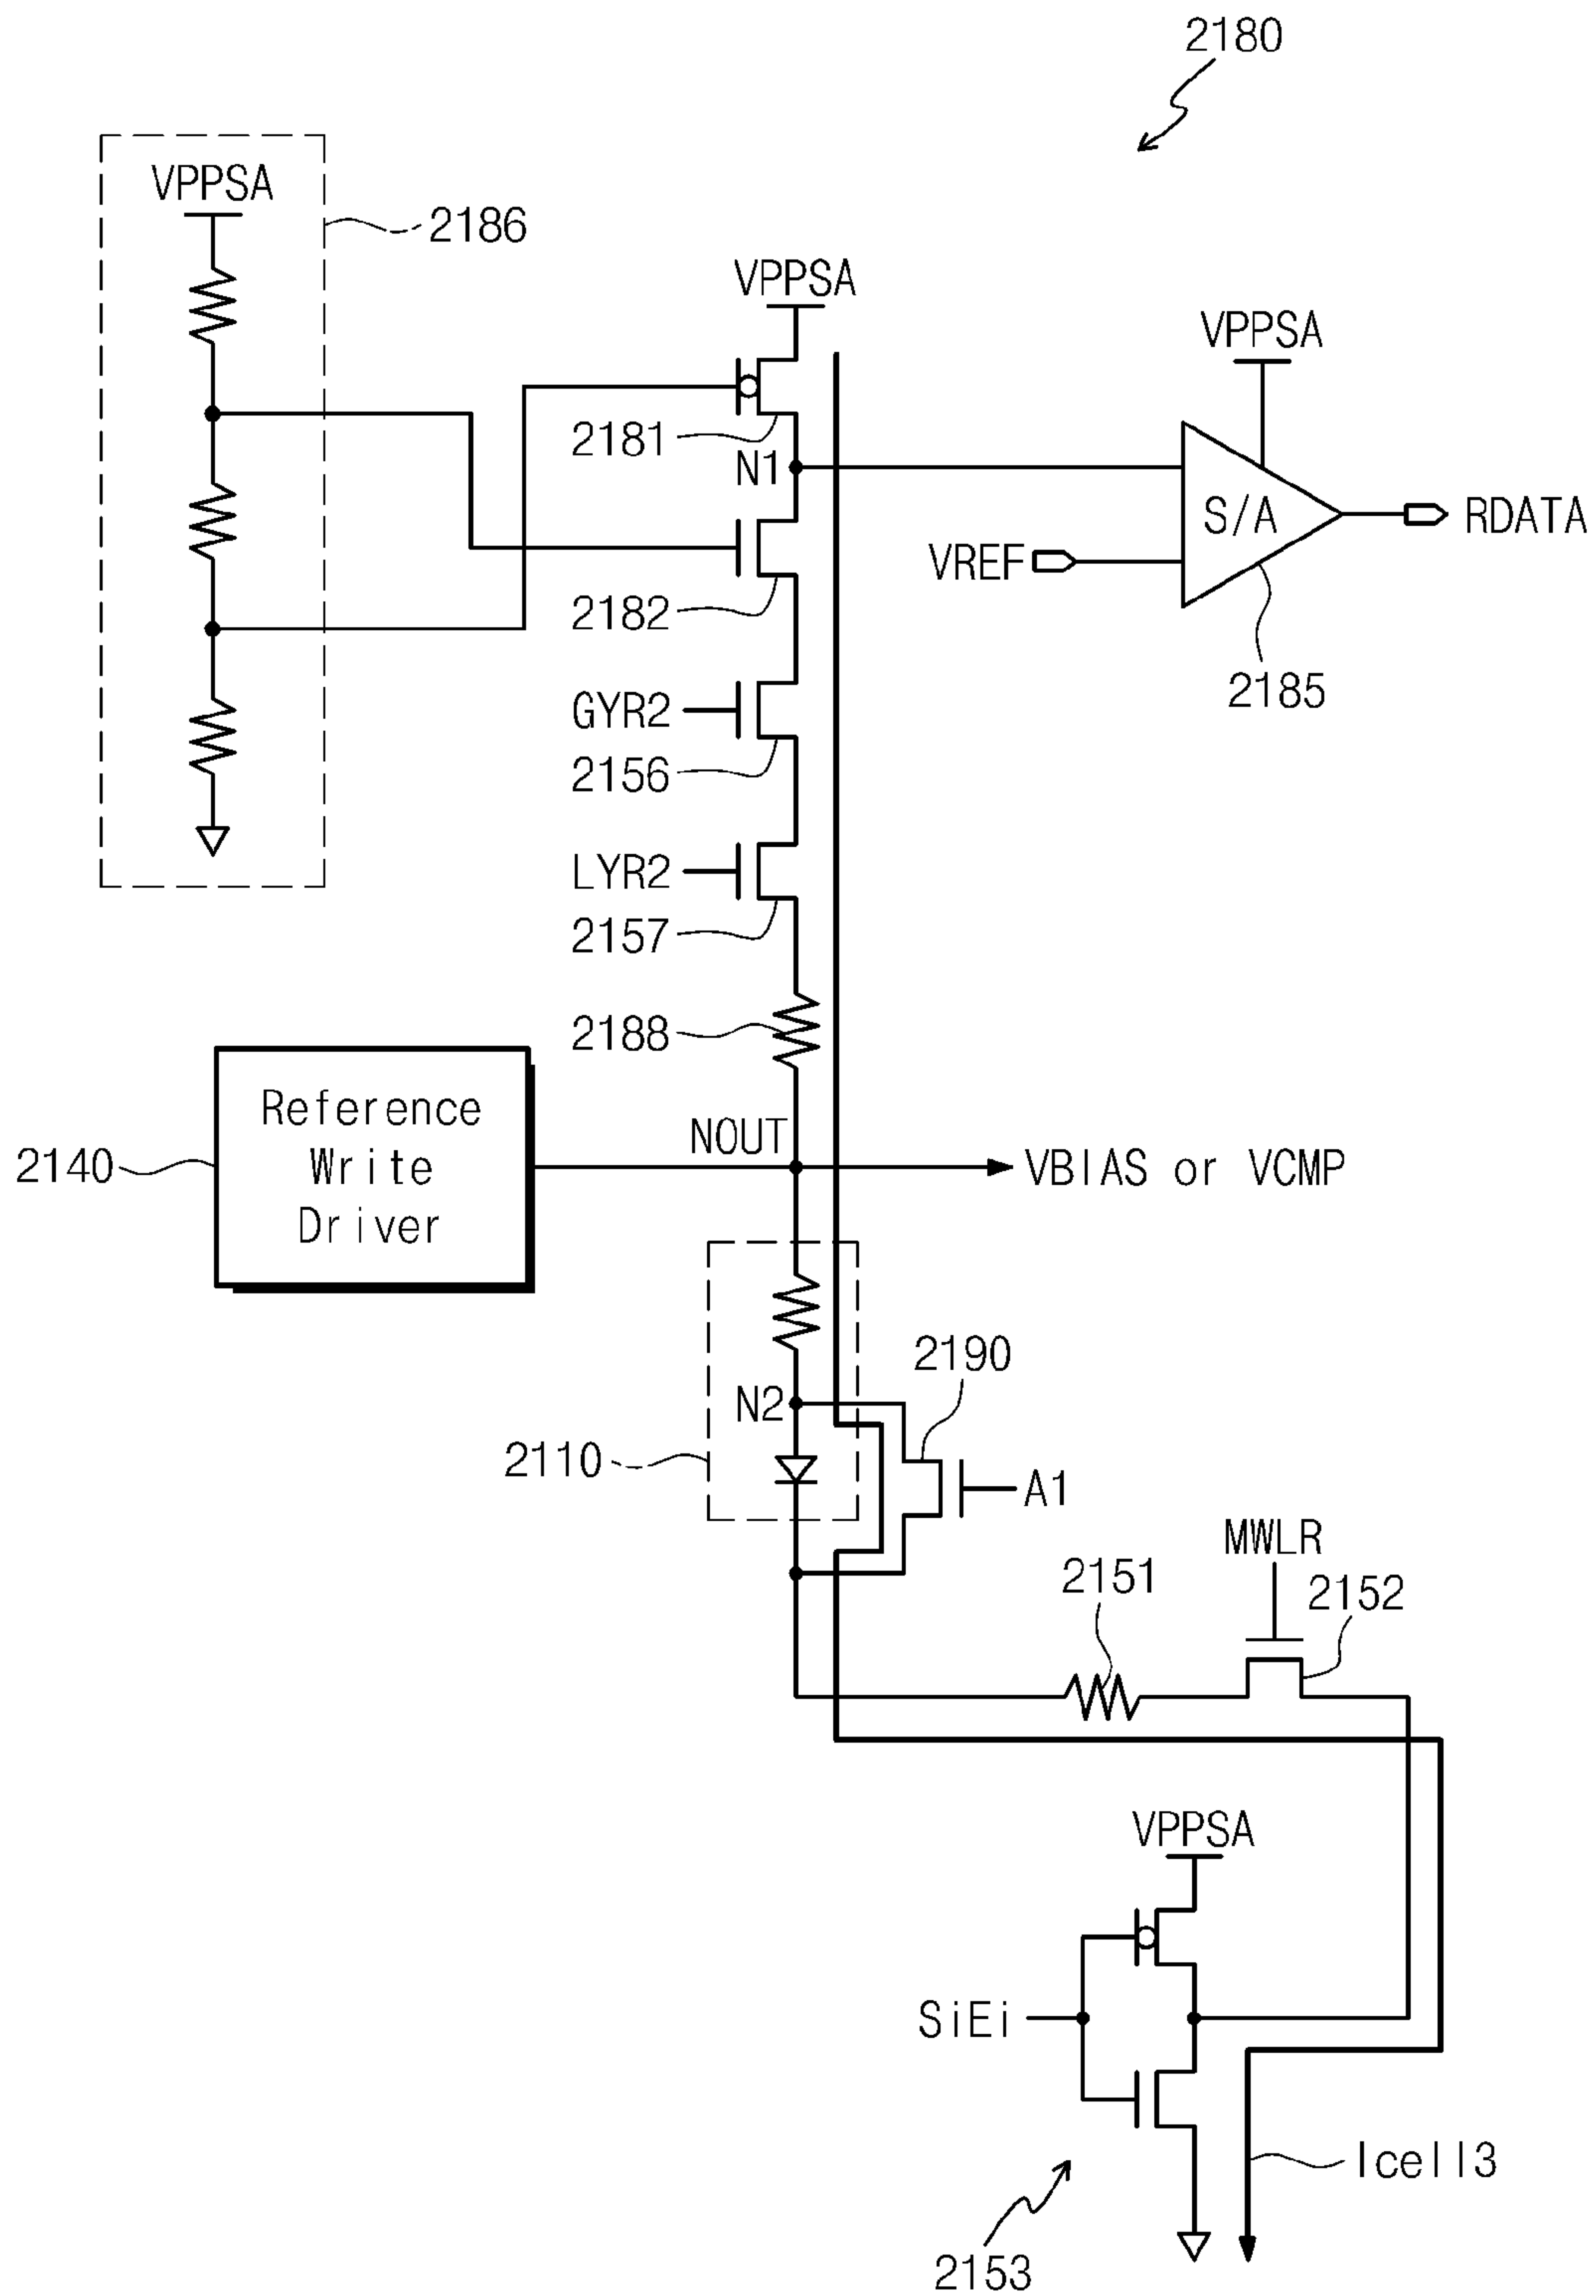 2180
VPPSA
2186
VPPSA
VPPSA
2181
N1
S/A
RDATA
VREF
2182
2185
GYR2
2156
LYR2
2157
2188
Reference
Write
Driver
2140
NOUT
VBIAS or VCMP
2190
N2
2110
A1
MWLR
2151
2152
VPPSA
SiEi
Icell3
2153